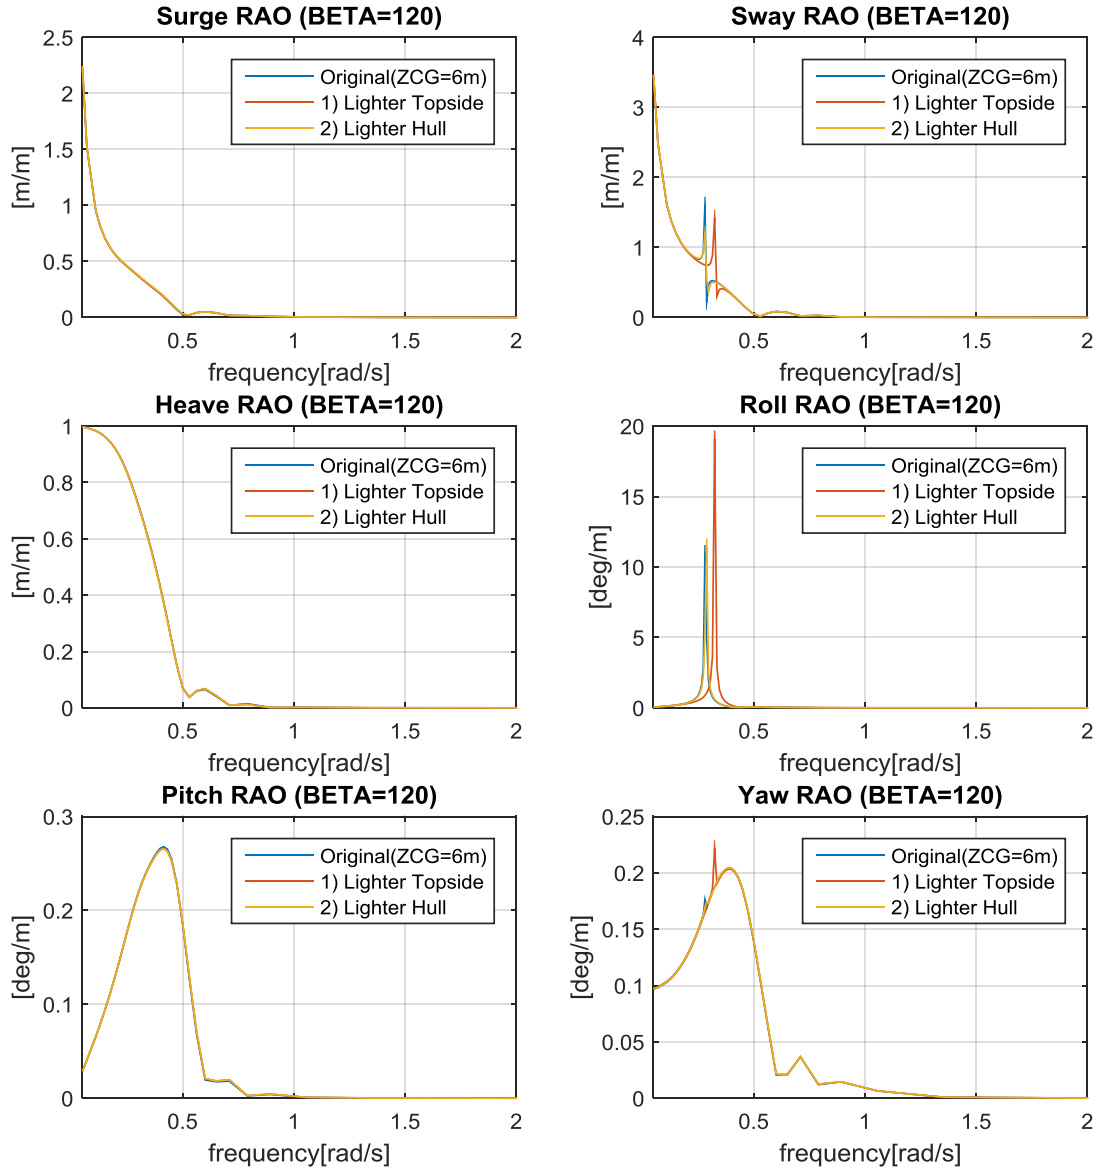 Surge RAO (BETA=120)
2.5
2
1.5
1
0.5
0
[m/m]
Original(ZCG=6m)
1) Lighter Topside
2) Lighter Hull
0.5 1 1.5 2
frequency[rad/s]
Sway RAO (BETA=120)
4
3
2
1
0
[m/m]
Original(ZCG=6m)
1) Lighter Topside
2) Lighter Hull
0.5 1 1.5 2
frequency[rad/s]
Heave RAO (BETA=120)
1
0.8
0.6
0.4
0.2
0
[m/m]
Original(ZCG=6m)
1) Lighter Topside
2) Lighter Hull
0.5 1 1.5 2
frequency[rad/s]
Roll RAO (BETA=120)
20
15
10
5
0
[deg/m]
Original(ZCG=6m)
1) Lighter Topside
2) Lighter Hull
0.5 1 1.5 2
frequency[rad/s]
Pitch RAO (BETA=120)
0.3
0.2
0.1
0
[deg/m]
Original(ZCG=6m)
1) Lighter Topside
2) Lighter Hull
0.5 1 1.5 2
frequency[rad/s]
Yaw RAO (BETA=120)
0.25
0.2
0.15
0.1
0.05
0
[deg/m]
Original(ZCG=6m)
1) Lighter Topside
2) Lighter Hull
0.5 1 1.5 2
frequency[rad/s]